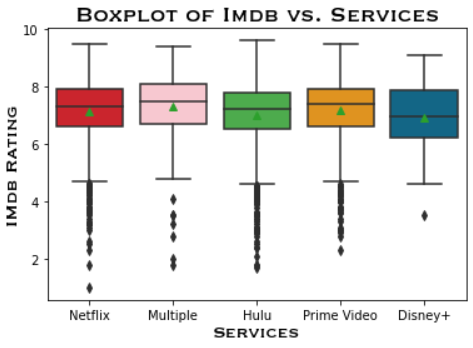 Boxplot of Imdb vs. Services
10
8
6
4
2
IMdb Rating
Netflix Multiple Hulu Prime Video Disney+
Services